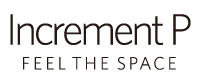 Increment P
FEEL THE SPACE